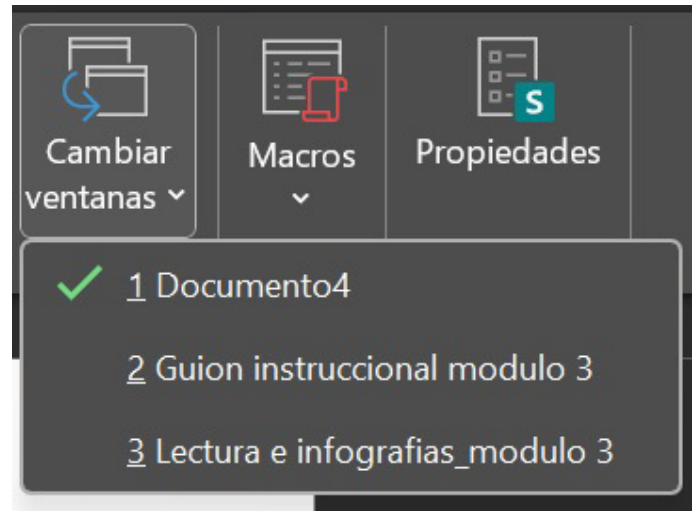 Cambiar
ventanas
Macros
Propiedades
S
1 Documento4
2 Guion instruccional modulo 3
3 Lectura e infografias_modulo 3